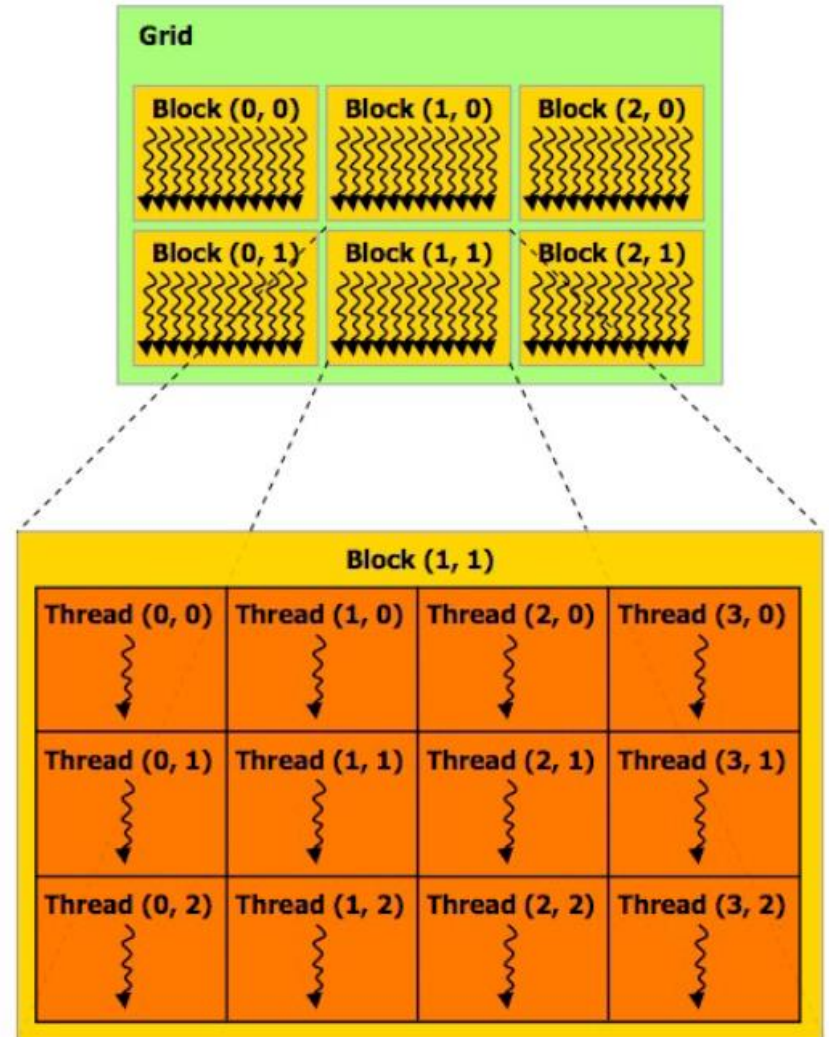 Grid
Block (0, 0) Block (1, 0) Block (2, 0)
Block (0, 1) Block (1, 1) Block (2, 1)
Block (1, 1)
Thread (0, 0) Thread (1, 0) Thread (2, 0) Thread (3, 0)
Thread (0, 1) Thread (1, 1) Thread (2, 1) Thread (3, 1)
Thread (0, 2) Thread (1, 2) Thread (2, 2) Thread (3, 2)